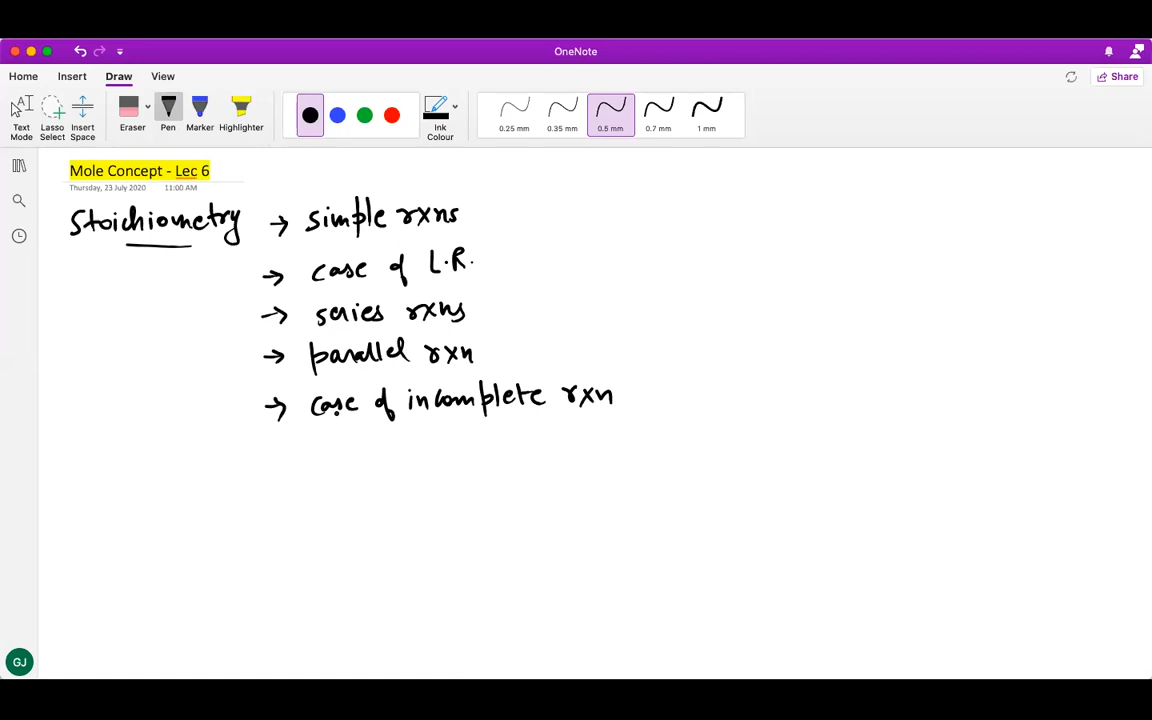 OneNote
Home Insert Draw View
Share
Text Mode
Lasso Select
Insert Space
Eraser
Pen
Marker
Highlighter
Ink Colour
0.25 mm
0.35 mm
0.5 mm
0.7 mm
1 mm
Mole Concept - Lec 6
Thursday, 23 July 2020 11:00 AM
Stoichiometry → simple rxns
→ case of L.R.
→ series rxns
→ parallel rxn
→ case of incomplete rxn
GJ